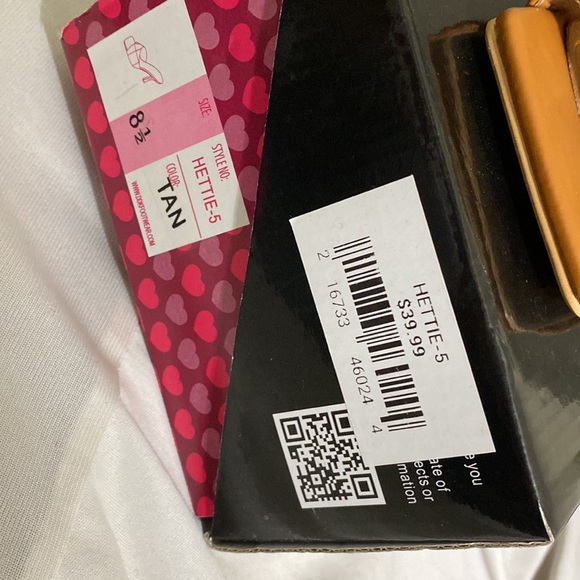 SIZE:
8½
STYLE NO:
HETTIE-5
COLOR:
TAN
HETTIE-5
$39.99
2 16733 46024 4
e you
ate of
ects or
mation